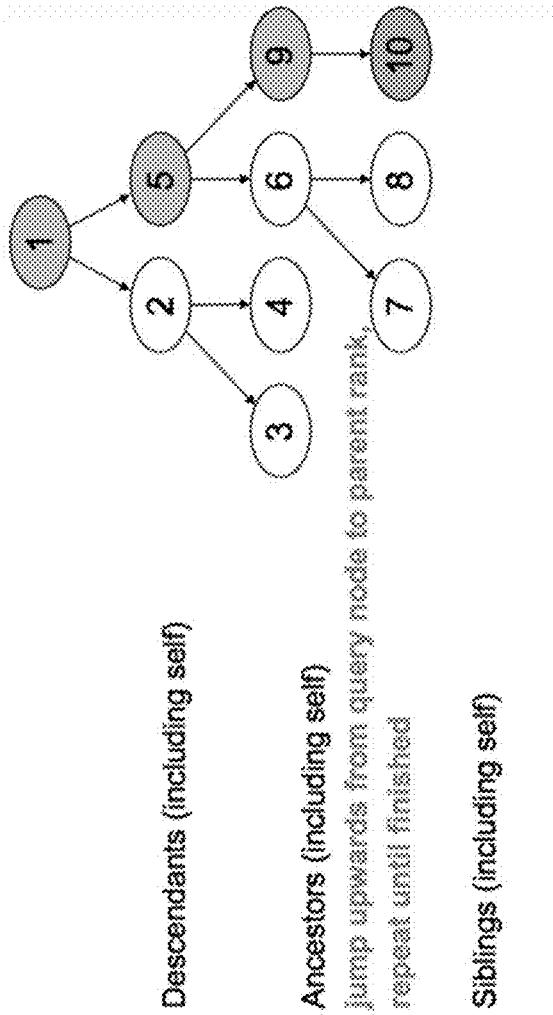 Descendants (including self)
Ancestors (including self)
jump upwards from query node to parent rank,
repeat until finished
Siblings (including self)
1
2
5
3
4
6
9
7
8
10